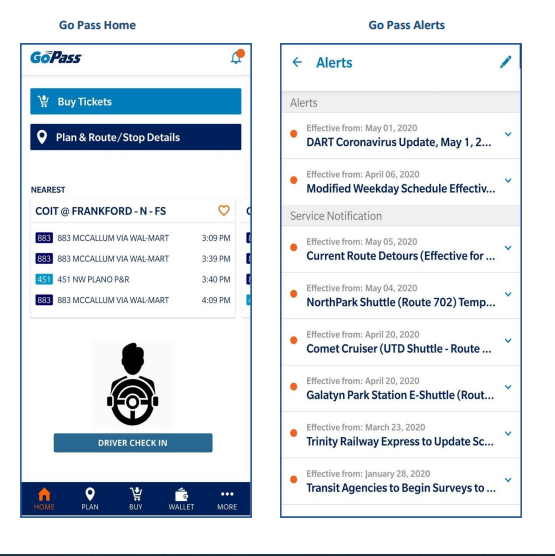 Go Pass Home
GoPass
Buy Tickets
Plan & Route/Stop Details
NEAREST
COIT @ FRANKFORD - N - FS
883 883 MCCALLUM VIA WAL-MART 3:09 PM
883 883 MCCALLUM VIA WAL-MART 3:39 PM
451 451 NW PLANO P&R 3:40 PM
883 883 MCCALLUM VIA WAL-MART 4:09 PM
DRIVER CHECK IN
HOME PLAN BUY WALLET MORE
Go Pass Alerts
Alerts
Alerts
Effective from: May 01, 2020
DART Coronavirus Update, May 1, 2...
Effective from: April 06, 2020
Modified Weekday Schedule Effectiv...
Service Notification
Effective from: May 05, 2020
Current Route Detours (Effective for ...
Effective from: May 04, 2020
NorthPark Shuttle (Route 702) Temp...
Effective from: April 20, 2020
Comet Cruiser (UTD Shuttle - Route ...
Effective from: April 20, 2020
Galatyn Park Station E-Shuttle (Rout...
Effective from: March 23, 2020
Trinity Railway Express to Update Sc...
Effective from: January 28, 2020
Transit Agencies to Begin Surveys to ...